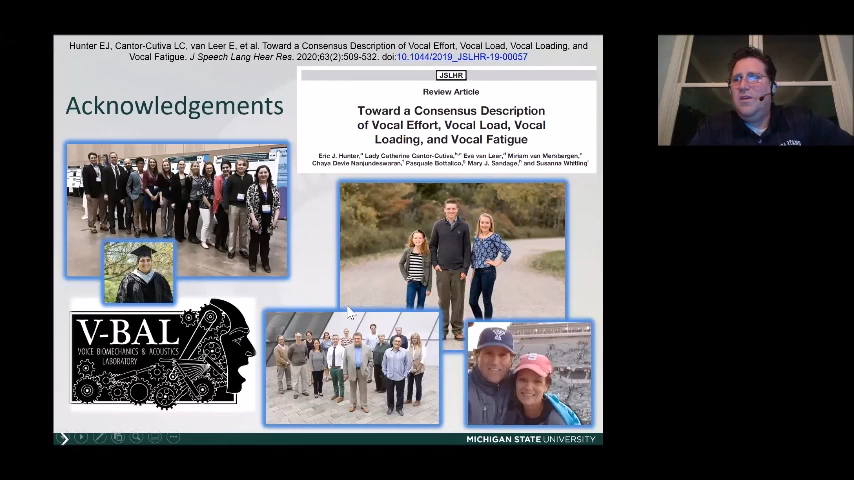 Hunter EJ, Cantor-Cutiva LC, van Leer E, et al. Toward a Consensus Description of Vocal Effort, Vocal Load, Vocal Loading, and
Vocal Fatigue. J Speech Lang Hear Res. 2020;63(2):509-532. doi:10.1044/2019_JSLHR-19-00057
Acknowledgements
JSLHR
Review Article
Toward a Consensus Description
of Vocal Effort, Vocal Load, Vocal
Loading, and Vocal Fatigue
Eric J. Hunter, Lady Catherine Cantor-Cutiva, Eva van Leer, Miriam van Mersbergen,
Chaya Devie Nanjundeswaran, Pasquale Bottalico, Mary J. Sandage, and Susanna Whitling
V-BAL
VOICE BIOMECHANICS & ACOUSTICS
LABORATORY
MICHIGAN STATE UNIVERSITY